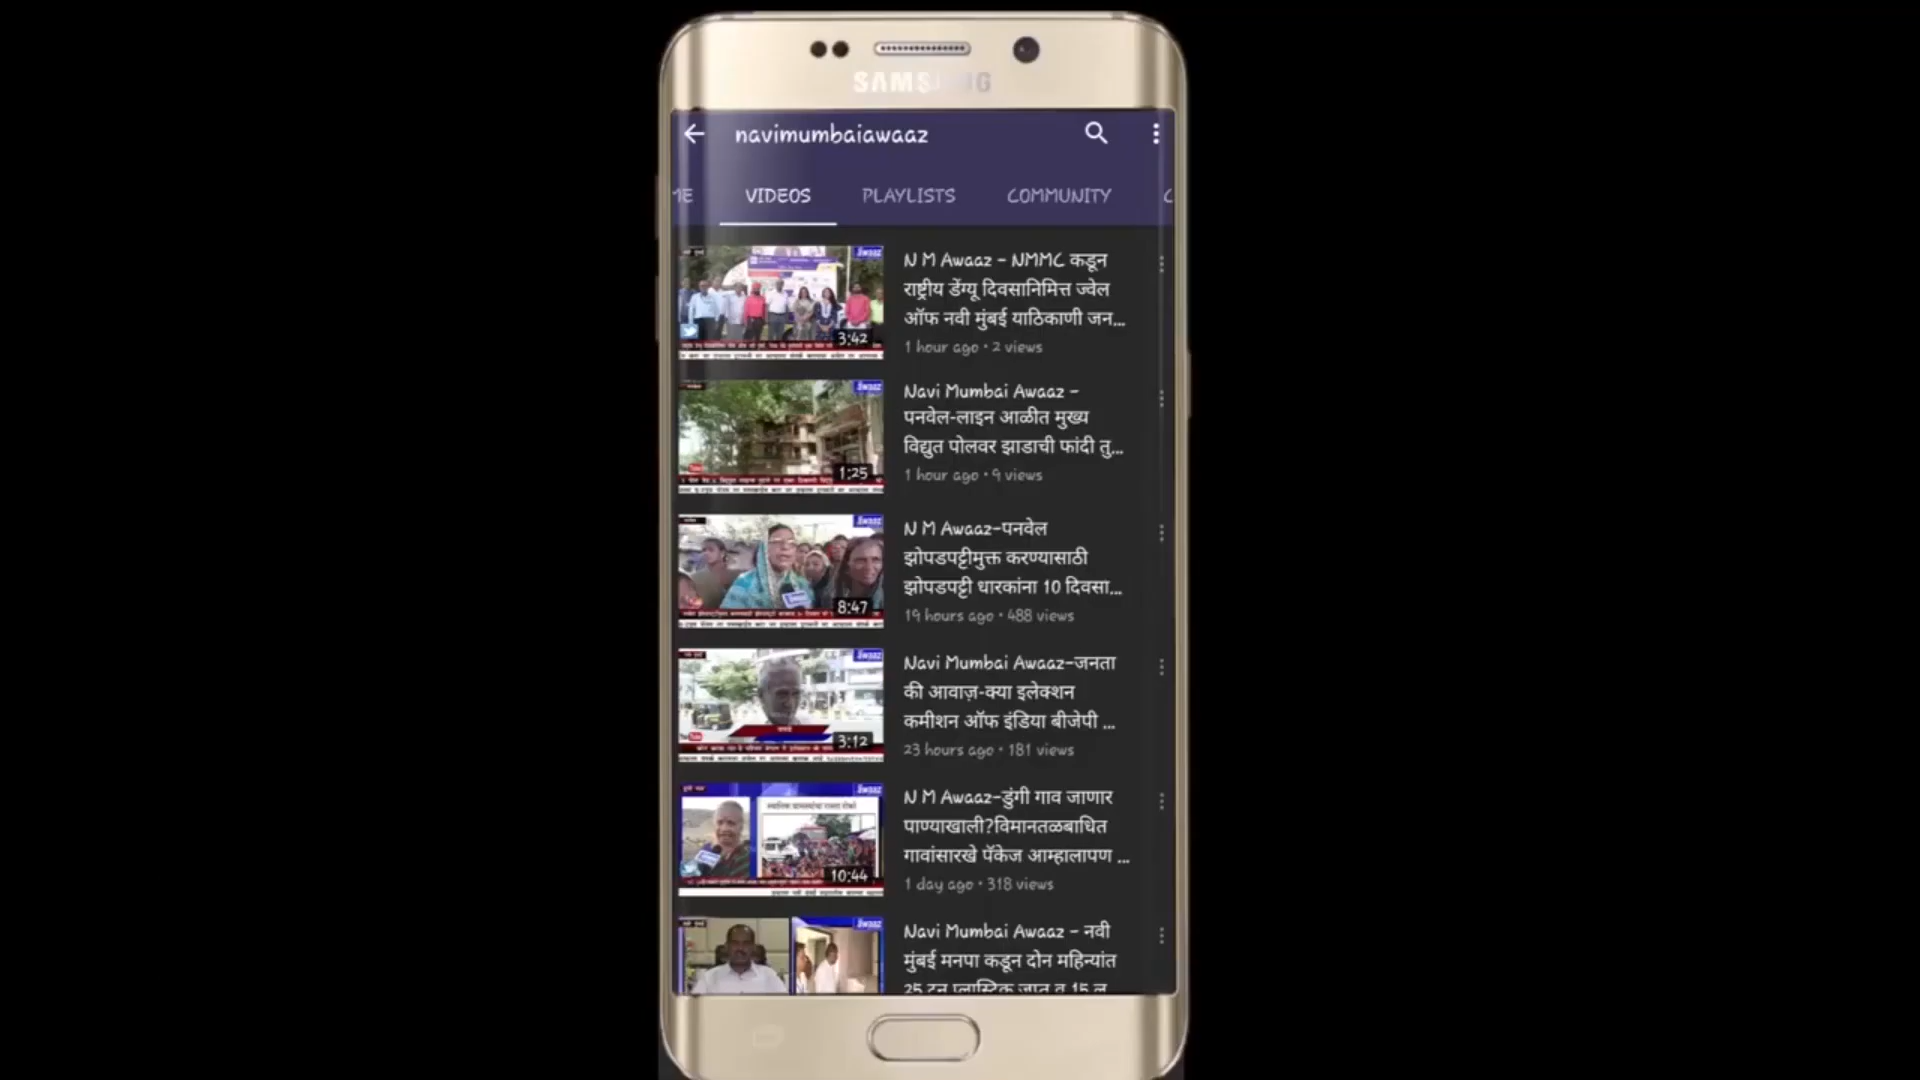 SAMSUNG
navimumbaiawaaz
VIDEOS
PLAYLISTS
COMMUNITY
N M Awaaz - NMMC कडून
राष्ट्रीय डेंग्यू दिवसानिमित्त ज्वेल
ऑफ नवी मुंबई याठिकाणी जन...
1 hour ago • 2 views
3:42
Navi Mumbai Awaaz -
पनवेल-लाइन आळीत मुख्य
विद्युत पोलवर झाडाची फांदी तु...
1 hour ago • 9 views
1:25
N M Awaaz-पनवेल
झोपडपट्टीमुक्त करण्यासाठी
झोपडपट्टी धारकांना 10 दिवसा...
19 hours ago • 488 views
8:47
Navi Mumbai Awaaz-जनता
की आवाज़-क्या इलेक्शन
कमीशन ऑफ इंडिया बीजेपी ...
23 hours ago • 181 views
3:12
N M Awaaz-डुंगी गाव जाणार
पाण्याखाली?विमानतळबाधित
गावांसारखे पॅकेज आम्हालापण ...
1 day ago • 318 views
10:44
Navi Mumbai Awaaz - नवी
मुंबई मनपा कडून दोन महिन्यांत
25 टन प्लास्टिक जप्त व 15 ल